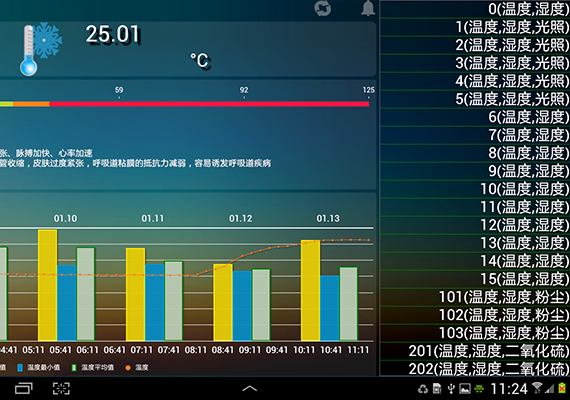 25.01
°C
59 92 125
张、脉搏加快、心率加速
管收缩，皮肤过度紧张，呼吸道粘膜的抵抗力减弱，容易诱发呼吸道疾病
01.10 01.11 01.12 01.13
04:41 05:11 05:41 06:11 06:41 07:11 07:41 08:11 08:41 09:11 09:41 10:11 10:41 11:11
值 温度最小值 温度平均值 温度
0(温度,湿度)
1(温度,湿度,光照)
2(温度,湿度,光照)
3(温度,湿度,光照)
4(温度,湿度,光照)
5(温度,湿度,光照)
6(温度,湿度)
7(温度,湿度)
8(温度,湿度)
9(温度,湿度)
10(温度,湿度)
11(温度,湿度)
12(温度,湿度)
13(温度,湿度)
14(温度,湿度)
15(温度,湿度)
101(温度,湿度,粉尘)
102(温度,湿度,粉尘)
103(温度,湿度,粉尘)
201(温度,湿度,二氧化硫)
202(温度,湿度,二氧化硫)
11:24